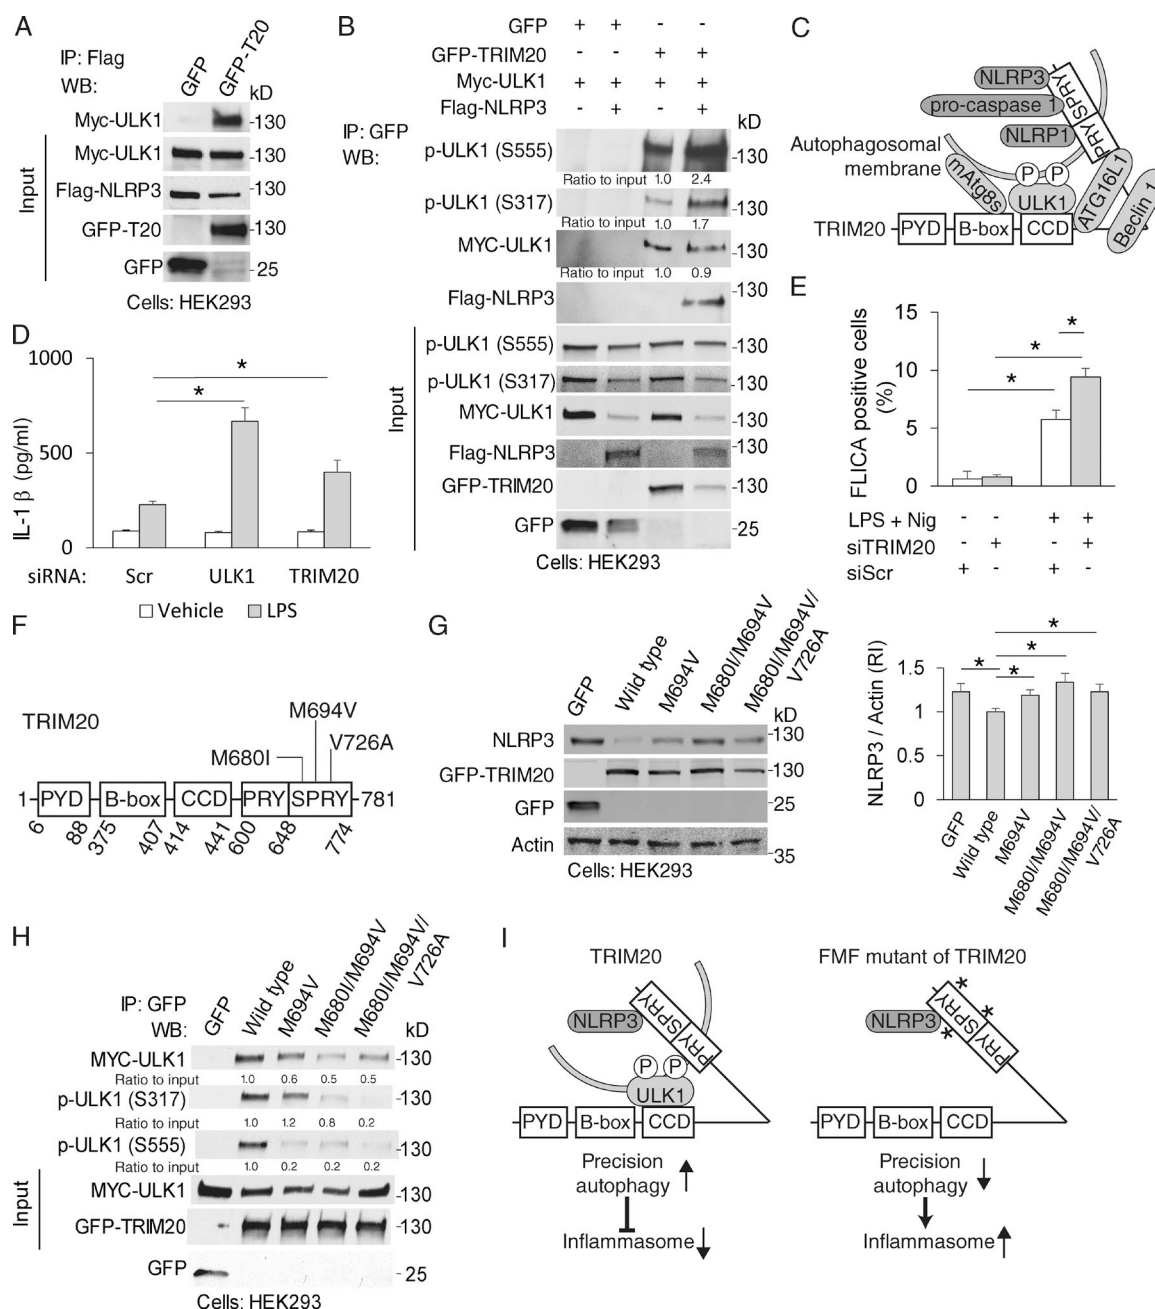 A
IP: Flag
WB:
GFP
GFP-T20
kD
Myc-ULK1
-130
Input
Myc-ULK1
-130
Flag-NLRP3
-130
GFP-T20
-130
GFP
-25
Cells: HEK293
B
GFP + + - -
GFP-TRIM20 - - + +
Myc-ULK1 + + + +
Flag-NLRP3 - + - +
IP: GFP
WB:
kD
p-ULK1 (S555)
-130
Ratio to input 1.0 2.4
p-ULK1 (S317)
-130
Ratio to input 1.0 1.7
MYC-ULK1
-130
Ratio to input 1.0 0.9
-130
Flag-NLRP3
Input
p-ULK1 (S555)
-130
p-ULK1 (S317)
-130
MYC-ULK1
-130
-130
Flag-NLRP3
GFP-TRIM20
-130
GFP
-25
Cells: HEK293
C
NLRP3
pro-caspase 1
NLRP1
PRY/SPRY
Autophagosomal
membrane
mAtg8s
P P
ULK1
ATG16L1
Beclin 1
TRIM20 PYD B-box CCD
D
IL-1 β (pg/ml)
1000
500
0
*
*
siRNA: Scr ULK1 TRIM20
Vehicle LPS
E
FLICA positive cells
(%)
15
10
5
0
*
*
*
LPS + Nig - - + +
siTRIM20 - + - +
siScr + - + -
F
TRIM20
M694V
M680I
V726A
1 PYD B-box CCD PRY SPRY 781
6 88 375 407 414 441 600 648 774
G
GFP
Wild type
M694V
M680I/M694V
M680I/M694V/
V726A
kD
NLRP3
-130
GFP-TRIM20
-130
GFP
-25
Actin
-35
Cells: HEK293
NLRP3 / Actin (RI)
1.5
1
0.5
0
*
*
*
*
GFP
Wild type
M694V
M680I/M694V
M680I/M694V/
V726A
H
IP: GFP
WB:
GFP
Wild type
M694V
M680I/M694V
M680I/M694V/
V726A
kD
MYC-ULK1
-130
Ratio to input 1.0 0.6 0.5 0.5
p-ULK1 (S317)
-130
Ratio to input 1.0 1.2 0.8 0.2
p-ULK1 (S555)
-130
Ratio to input 1.0 0.2 0.2 0.2
Input
MYC-ULK1
-130
GFP-TRIM20
-130
GFP
-25
Cells: HEK293
I
TRIM20
NLRP3
PRY/SPRY
P P
ULK1
PYD B-box CCD
Precision
autophagy
Inflammasome
FMF mutant of TRIM20
NLRP3
PRY/SPRY
*
*
*
PYD B-box CCD
Precision
autophagy
Inflammasome